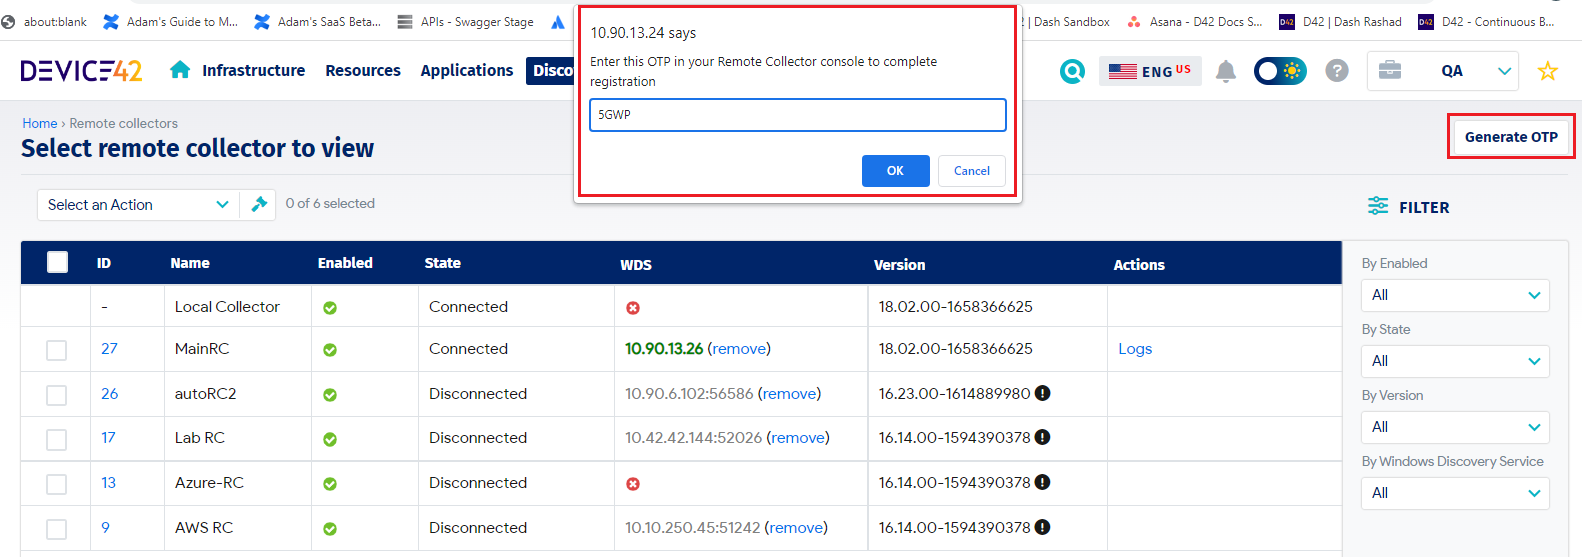 about:blank Adam's Guide to M... Adam's SaaS Beta... APIs - Swagger Stage | Dash Sandbox Asana - D42 Docs S... D42 D42 | Dash Rashad D42 D42 - Continuous B...
10.90.13.24 says
Enter this OTP in your Remote Collector console to complete
registration
5GWP
OK Cancel
DEVICE42 Infrastructure Resources Applications Disco ENG US ? QA
Home › Remote collectors
Select remote collector to view
Generate OTP
Select an Action 0 of 6 selected
FILTER
ID Name Enabled State WDS Version Actions
- Local Collector Connected 18.02.00-1658366625
27 MainRC Connected 10.90.13.26 (remove) 18.02.00-1658366625 Logs
26 autoRC2 Disconnected 10.90.6.102:56586 (remove) 16.23.00-1614889980
17 Lab RC Disconnected 10.42.42.144:52026 (remove) 16.14.00-1594390378
13 Azure-RC Disconnected 16.14.00-1594390378
9 AWS RC Disconnected 10.10.250.45:51242 (remove) 16.14.00-1594390378
By Enabled
All
By State
All
By Version
All
By Windows Discovery Service
All